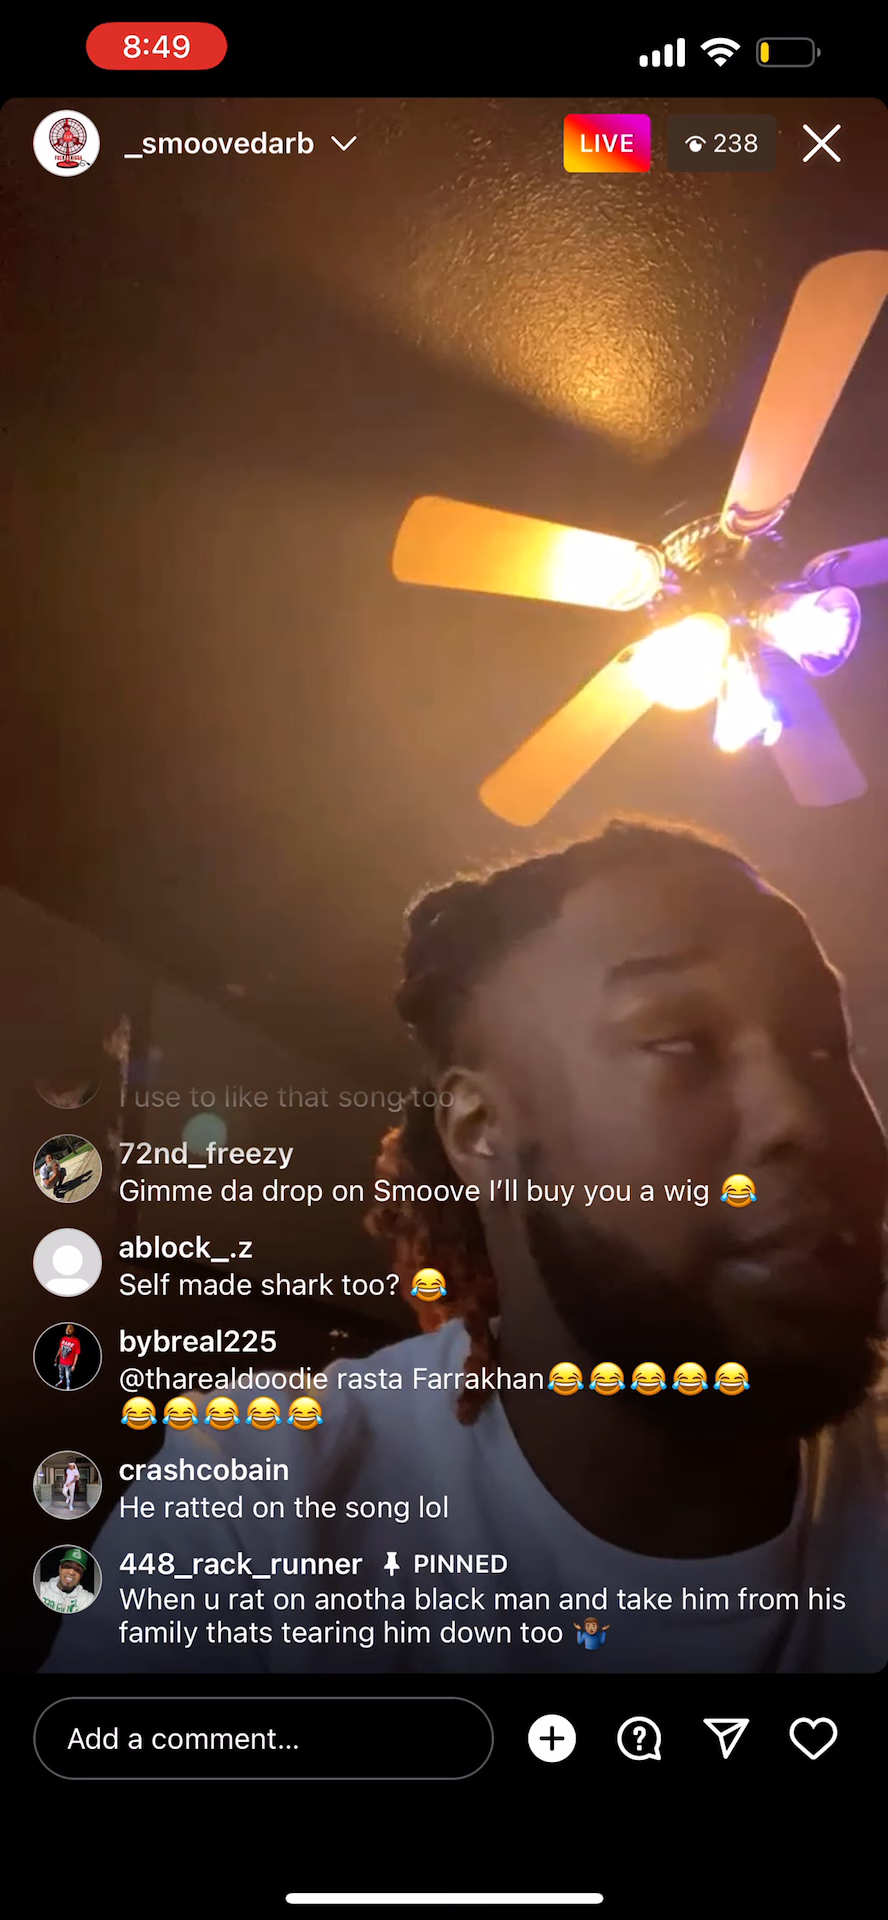 8:49
_smoovedarb
LIVE
238
I use to like that song too
72nd_freezy
Gimme da drop on Smoove I'll buy you a wig 😂
ablock_.z
Self made shark too? 😂
bybreal225
@tharealdoodie rasta Farrakhan😂😂😂😂😂
😂😂😂😂😂
crashcobain
He ratted on the song lol
448_rack_runner PINNED
When u rat on anotha black man and take him from his
family thats tearing him down too 🤷🏽‍♂️
Add a comment...